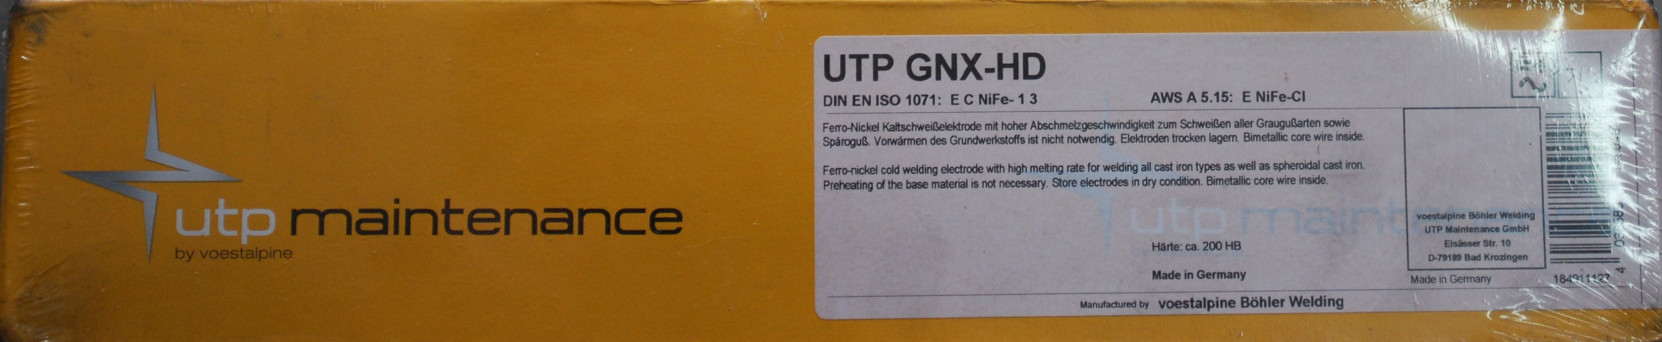 utp maintenance
by voestalpine
UTP GNX-HD
DIN EN ISO 1071: E C NiFe- 1 3
AWS A 5.15: E NiFe-CI
Ferro-Nickel Kaltschweißelektrode mit hoher Abschmelzgeschwindigkeit zum Schweißen aller Graugußarten sowie
Späroguß. Vorwärmen des Grundwerkstoffs ist nicht notwendig. Elektroden trocken lagern. Bimetallic core wire inside.
Ferro-nickel cold welding electrode with high melting rate for welding all cast iron types as well as spheroidal cast iron.
Preheating of the base material is not necessary. Store electrodes in dry condition. Bimetallic core wire inside.
utp
Härte: ca. 200 HB
Made in Germany
Manufactured by voestalpine Böhler Welding
voestalpine Böhler Welding
UTP Maintenance GmbH
Elsässer Str. 10
D-79189 Bad Krozingen
Made in Germany